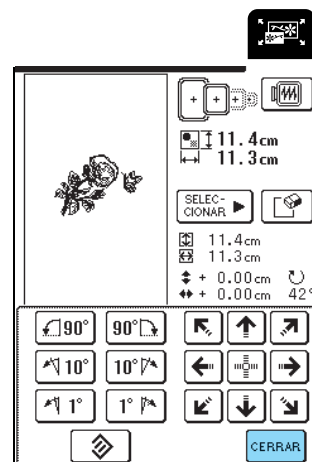 11.4cm
11.3cm
SELEC-
CIONAR
11.4cm
11.3cm
+ 0.00cm
+ 0.00cm 42°
90° 90°
10° 10°
1° 1°
CERRAR